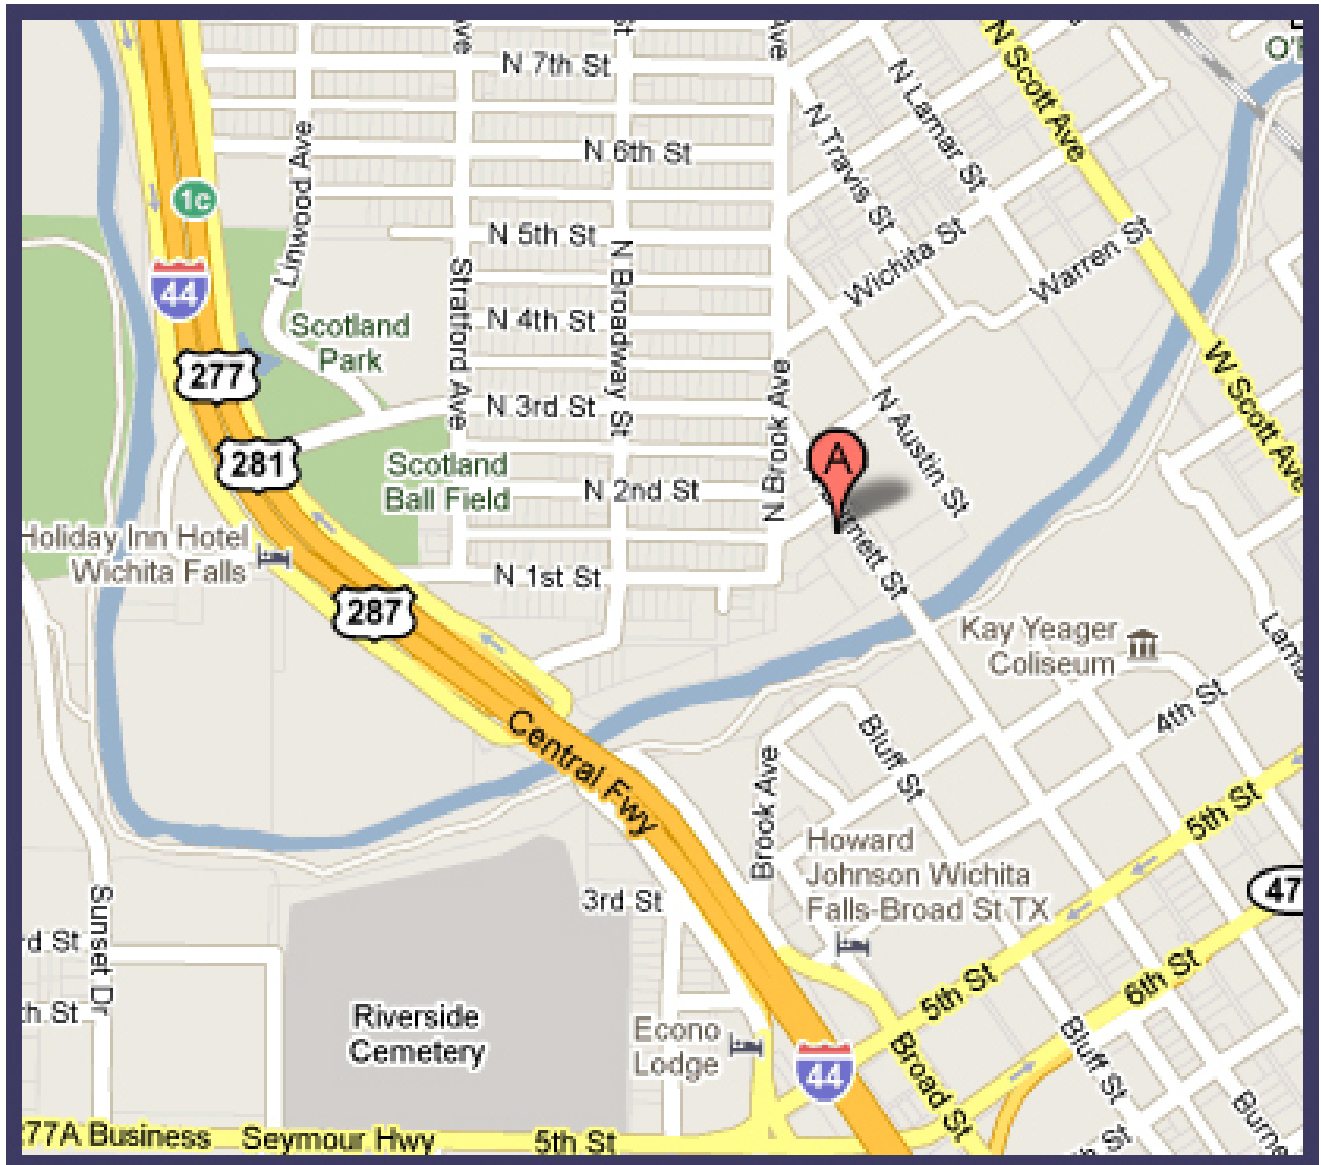 N 7th St
N Scott Ave
N Lamar St
N Travis St
N 6th St
Linwood Ave
1c
N 5th St
Wichita St
Warren St
44
Stratford Ave
N Broadway St
N 4th St
Scotland
Park
277
W Scott Ave
N Brook Ave
N 3rd St
N Austin St
281
Scotland
Ball Field
A
N 2nd St
Holiday Inn Hotel
Wichita Falls
N 1st St
287
Kay Yeager
Coliseum
4th St
Central Fwy
Bluff St
Brook Ave
5th St
Howard
Johnson Wichita
Falls-Broad St TX
3rd St
47
Sunset Dr
rd St
5th St
6th St
th St
Riverside
Cemetery
Econo
Lodge
44
Broad St
Bluff St
77A Business
Seymour Hwy
5th St